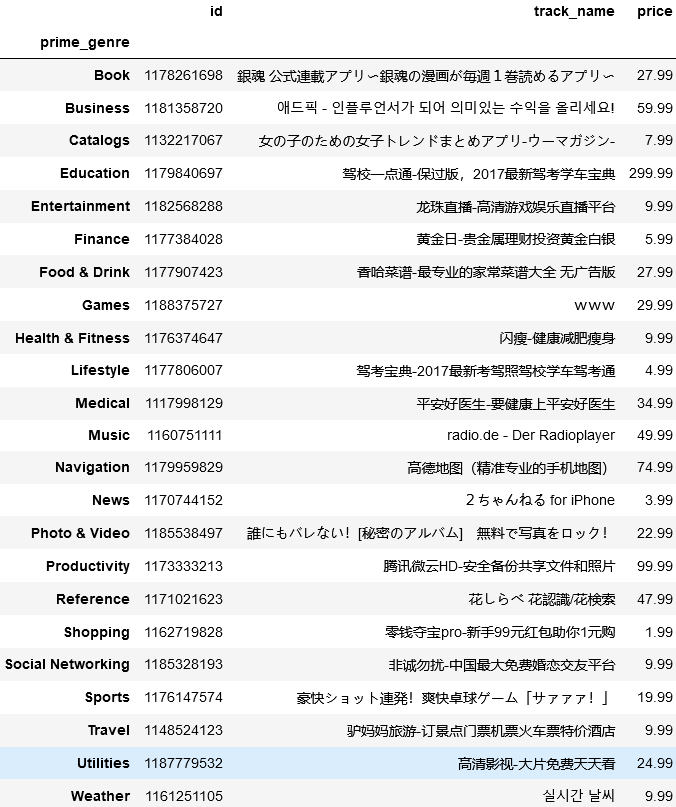 id track_name price
prime_genre
Book 1178261698 銀魂 公式連載アプリ〜銀魂の漫画が毎週１巻読めるアプリ〜 27.99
Business 1181358720 애드픽 - 인플루언서가 되어 의미있는 수익을 올리세요! 59.99
Catalogs 1132217067 女の子のための女子トレンドまとめアプリ-ウーマガジン- 7.99
Education 1179840697 驾校一点通-保过版，2017最新驾考学车宝典 299.99
Entertainment 1182568288 龙珠直播-高清游戏娱乐直播平台 9.99
Finance 1177384028 黄金日-贵金属理财投资黄金白银 5.99
Food & Drink 1177907423 香哈菜谱-最专业的家常菜谱大全 无广告版 27.99
Games 1188375727 ｗｗｗ 29.99
Health & Fitness 1176374647 闪瘦-健康减肥瘦身 9.99
Lifestyle 1177806007 驾考宝典-2017最新考驾照驾校学车驾考通 4.99
Medical 1117998129 平安好医生-要健康上平安好医生 34.99
Music 1160751111 radio.de - Der Radioplayer 49.99
Navigation 1179959829 高德地图（精准专业的手机地图） 74.99
News 1170744152 ２ちゃんねる for iPhone 3.99
Photo & Video 1185538497 誰にもバレない！[秘密のアルバム]　無料で写真をロック！ 22.99
Productivity 1173333213 腾讯微云HD-安全备份共享文件和照片 99.99
Reference 1171021623 花しらべ 花認識/花検索 47.99
Shopping 1162719828 零钱夺宝pro-新手99元红包助你1元购 1.99
Social Networking 1185328193 非诚勿扰-中国最大免费婚恋交友平台 9.99
Sports 1176147574 豪快ショット連発！爽快卓球ゲーム「サァァァ！」 19.99
Travel 1148524123 驴妈妈旅游-订景点门票机票火车票特价酒店 9.99
Utilities 1187779532 高清影视-大片免费天天看 24.99
Weather 1161251105 실시간 날씨 9.99